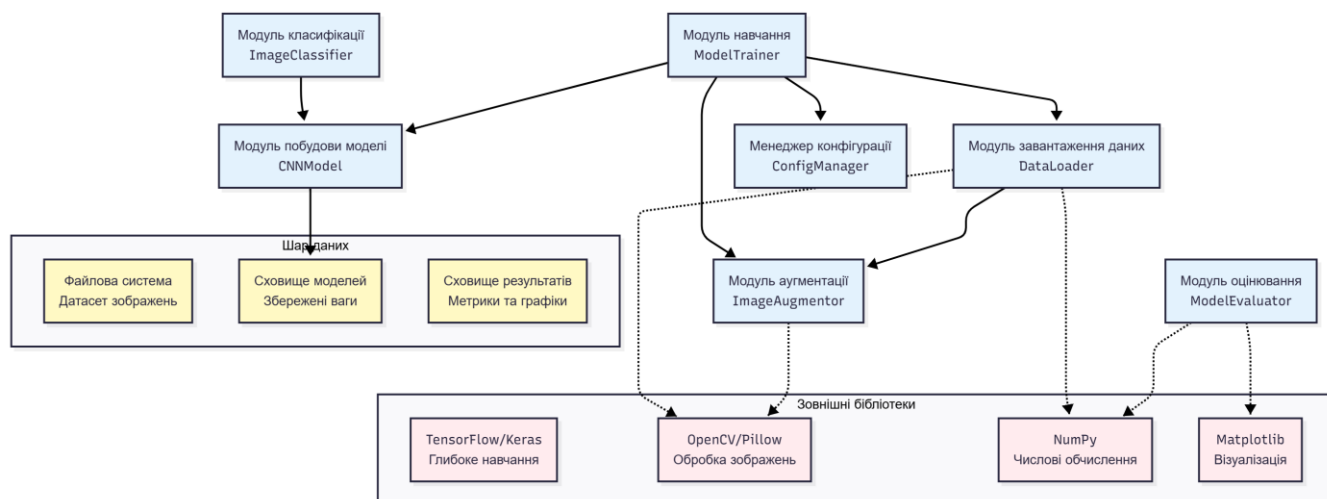 Модуль класифікації
ImageClassifier
Модуль навчання
ModelTrainer
Модуль побудови моделі
CNNModel
Менеджер конфігурації
ConfigManager
Модуль завантаження даних
DataLoader
Шар даних
Файлова система
Датасет зображень
Сховище моделей
Збережені ваги
Сховище результатів
Метрики та графіки
Модуль аугментації
ImageAugmentor
Модуль оцінювання
ModelEvaluator
Зовнішні бібліотеки
TensorFlow/Keras
Глибоке навчання
OpenCV/Pillow
Обробка зображень
NumPy
Числові обчислення
Matplotlib
Візуалізація